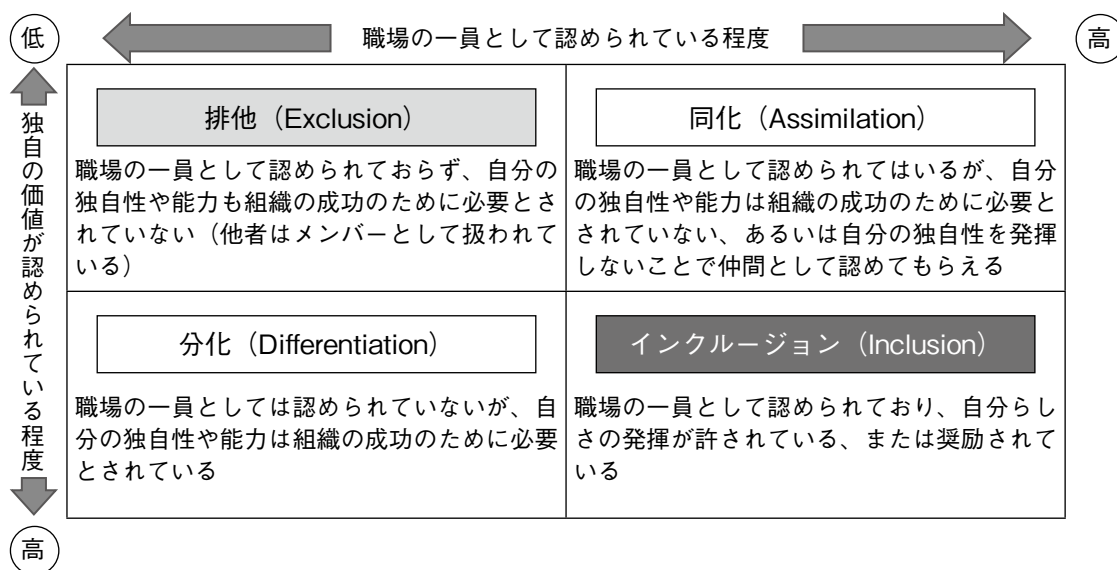 低
職場の一員として認められている程度
高
独自の価値が認められている程度
排他（Exclusion）
職場の一員として認められておらず、自分の
独自性や能力も組織の成功のために必要とさ
れていない（他者はメンバーとして扱われて
いる）
同化（Assimilation）
職場の一員として認められてはいるが、自分
の独自性や能力は組織の成功のために必要と
されていない、あるいは自分の独自性を発揮
しないことで仲間として認めてもらえる
分化（Differentiation）
職場の一員としては認められていないが、自
分の独自性や能力は組織の成功のために必要
とされている
インクルージョン（Inclusion）
職場の一員として認められており、自分らし
さの発揮が許されている、または奨励されて
いる
高